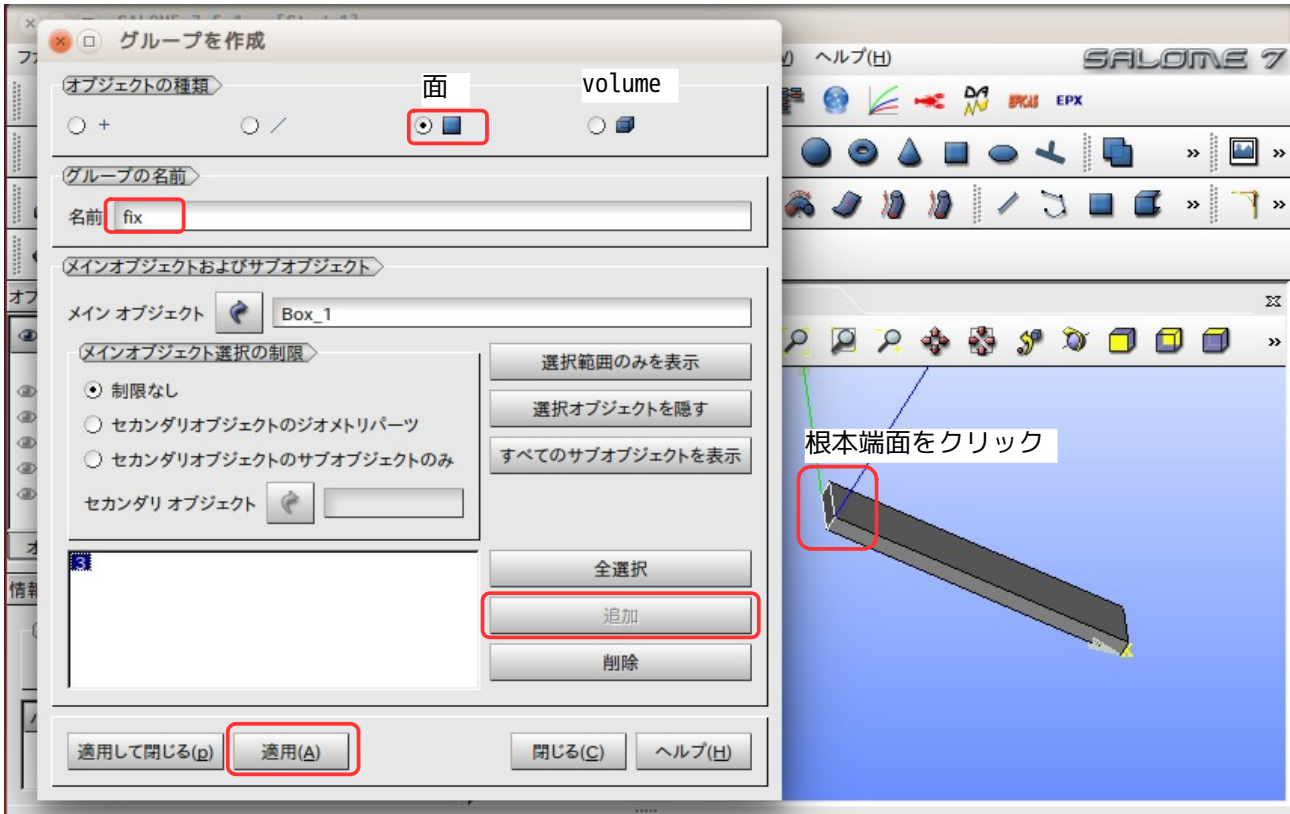 グループを作成
ヘルプ(H)
SALOME 7
オブジェクトの種類
面
volume
BRICAS
EPX
グループの名前
名前
fix
メインオブジェクトおよびサブオブジェクト
メイン オブジェクト
Box_1
メインオブジェクト選択の制限
制限なし
セカンダリオブジェクトのジオメトリパーツ
セカンダリオブジェクトのサブオブジェクトのみ
セカンダリ オブジェクト
選択範囲のみを表示
選択オブジェクトを隠す
すべてのサブオブジェクトを表示
根本端面をクリック
3
全選択
追加
削除
適用して閉じる(p)
適用(A)
閉じる(C)
ヘルプ(H)